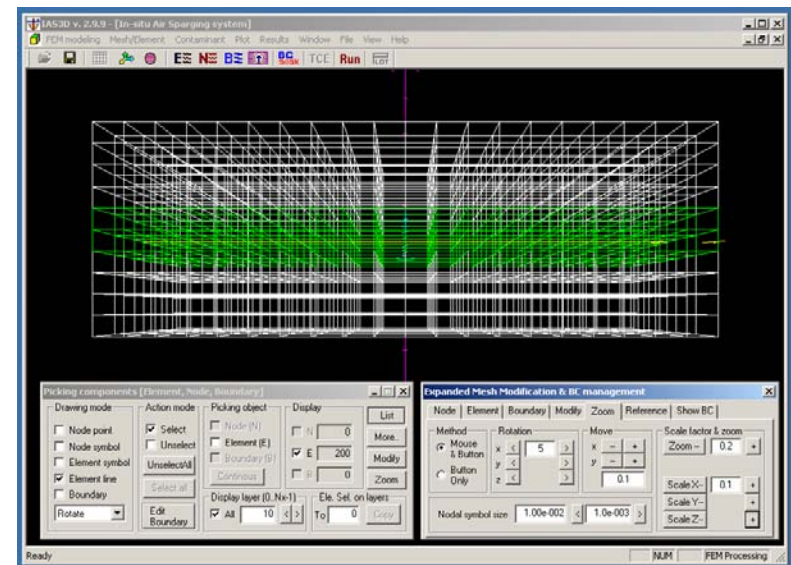 IAS3D v. 2.9.9 - [In-situ Air Sparging system]
FEM modeling Mesh/Element Contaminant Plot Results Window File View Help
E N B BC TCE Run PLOT
Picking components [Element, Node, Boundary]
Drawing mode
Node point
Node symbol
Element symbol
Element line
Boundary
Rotate
Action mode
Select
Unselect
UnselectAll
Select all
Edit
Boundary
Picking object
Node (N)
Element (E)
Boundary (B)
Continous
Display
N 0
E 200
B 0
List
More..
Modify
Zoom
Display layer (0..Nx-1)
All 10 < >
Ele. Sel. on layers
To 0 Copy
Expanded Mesh Modification & BC management
Node Element Boundary Modify Zoom Reference Show BC
Method
Mouse
& Button
Button
Only
Rotation
x < 5 >
y < >
z < >
Move
x - +
y - +
0.1
Scale factor & zoom
Zoom - 0.2 +
Scale X- 0.1 +
Scale Y- +
Scale Z- +
Nodal symbol size 1.00e-002 < 1.0e-003 >
Ready NUM FEM Processing